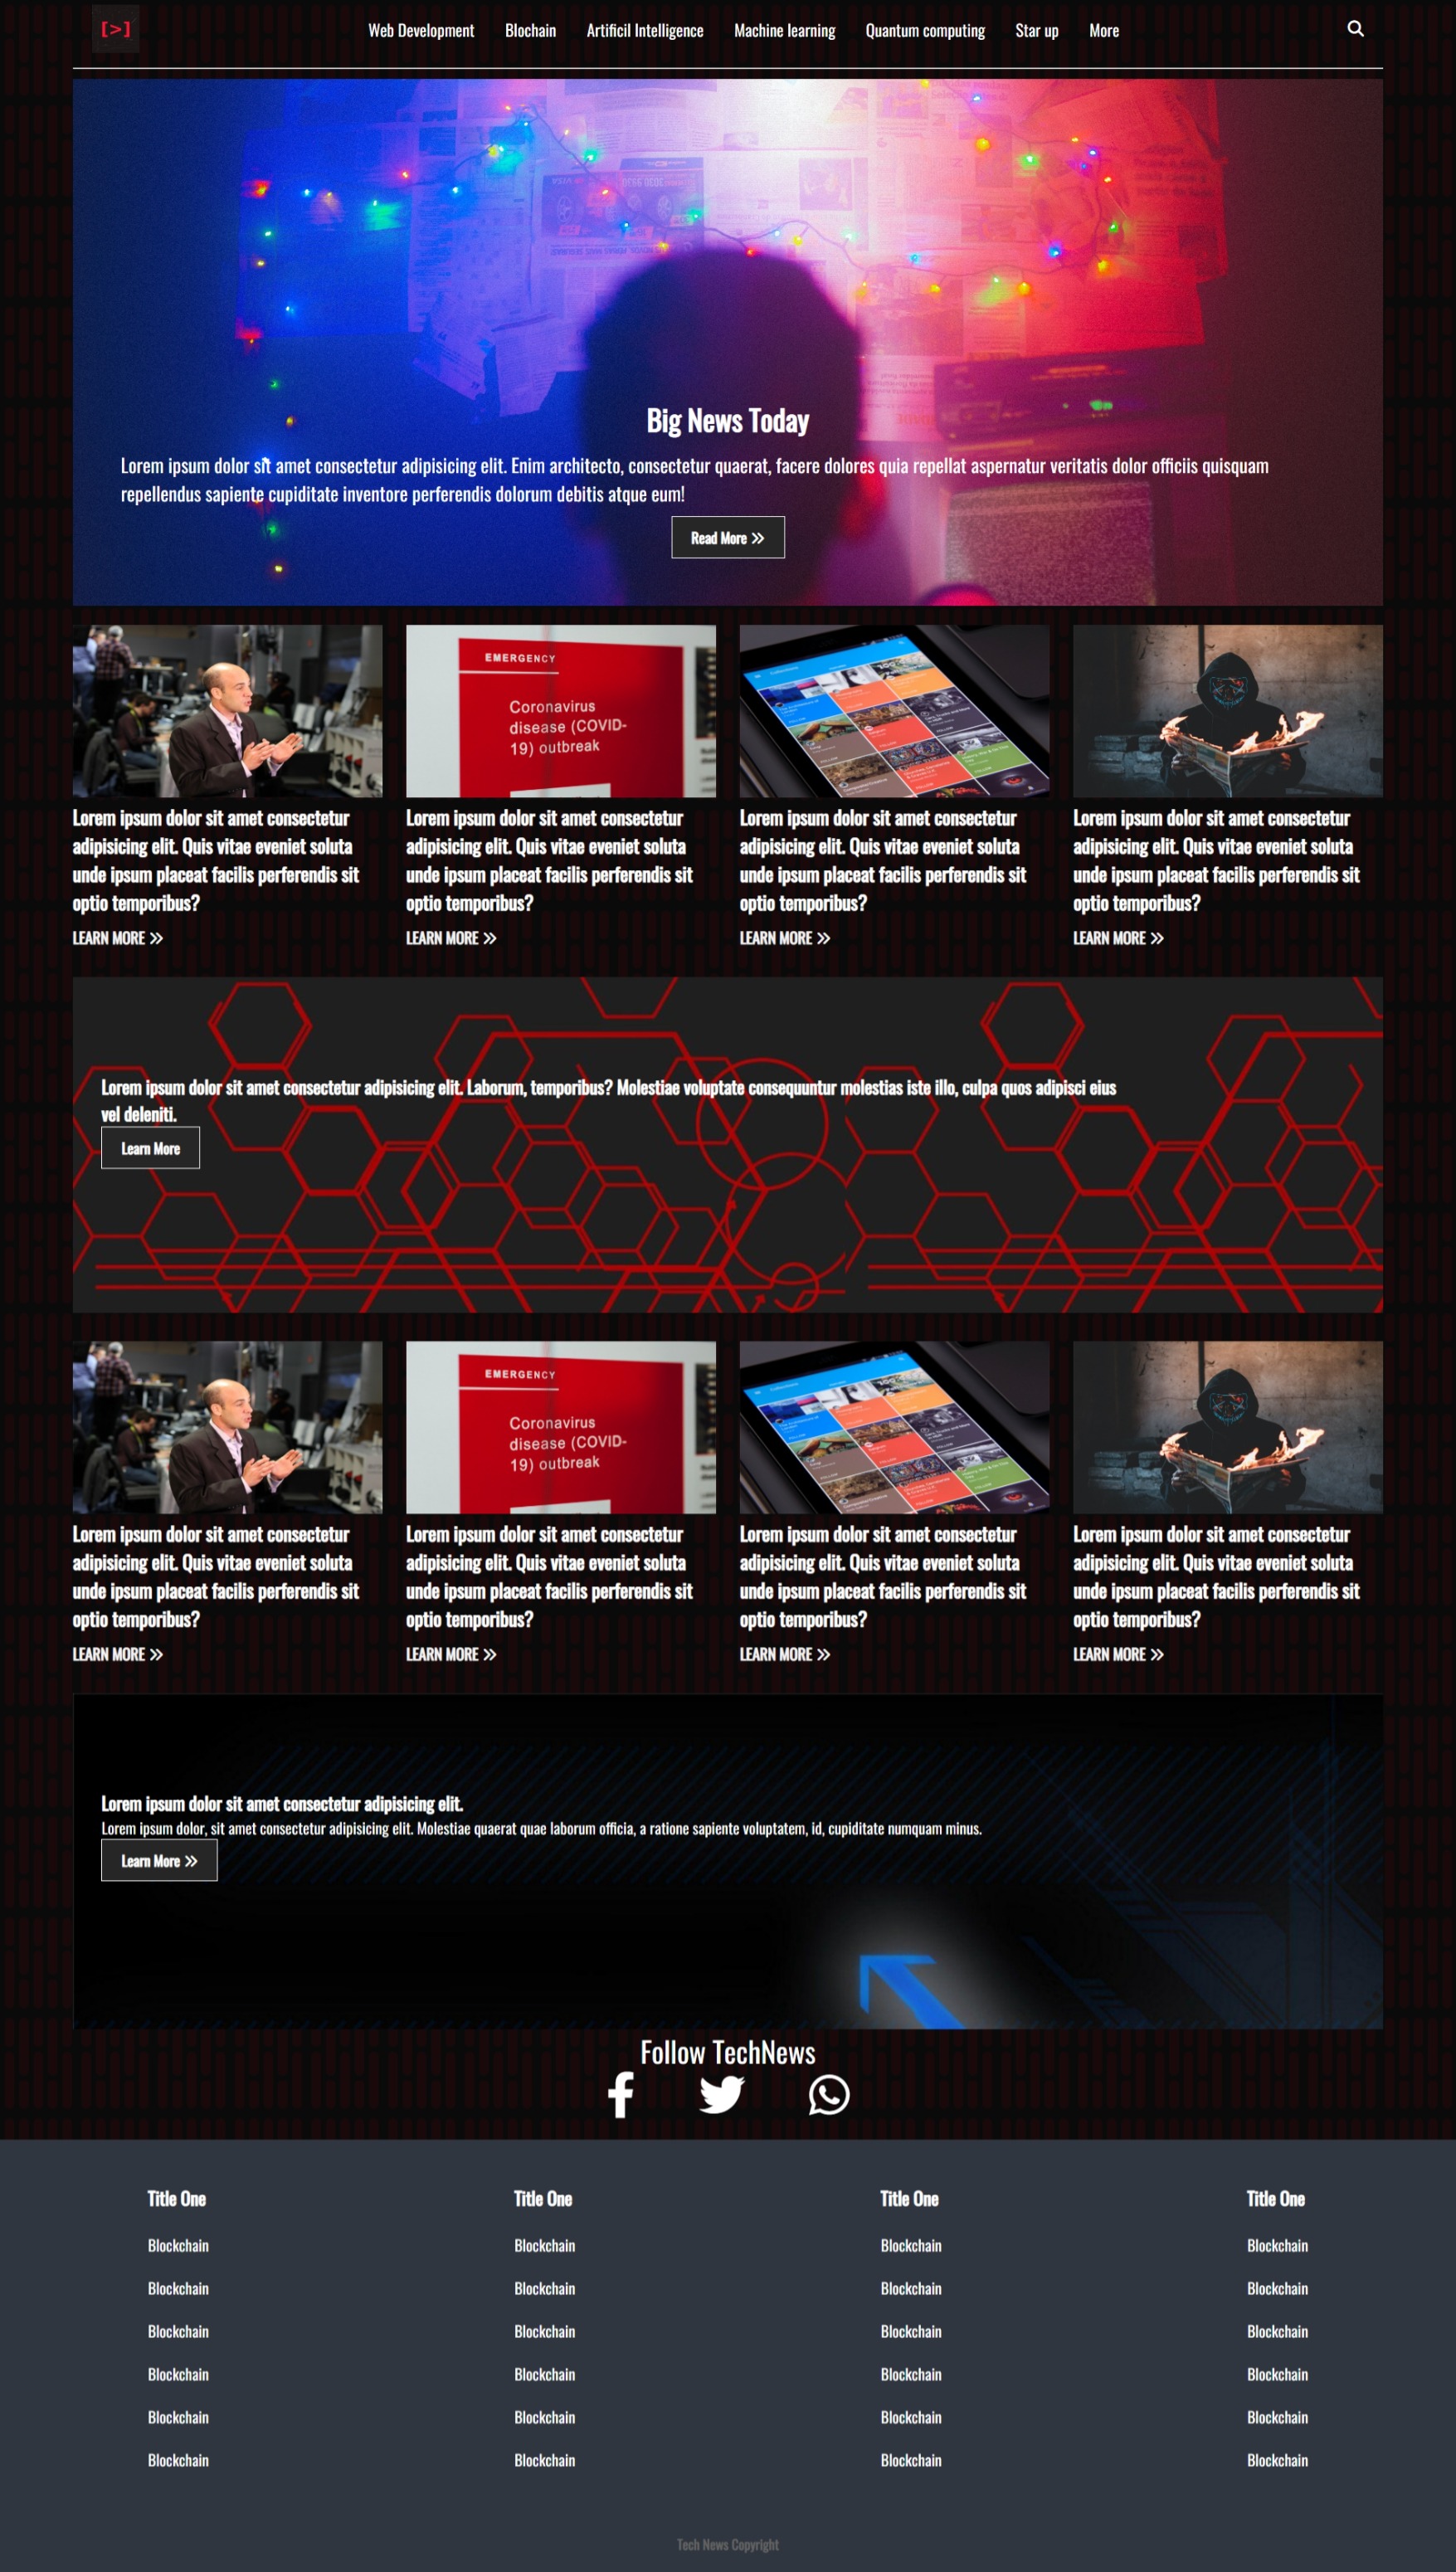 [>]
Web Development Blochain Artificil Intelligence Machine learning Quantum computing Star up More
Big News Today
Lorem ipsum dolor sit amet consectetur adipisicing elit. Enim architecto, consectetur quaerat, facere dolores quia repellat aspernatur veritatis dolor officiis quisquam
repellendus sapiente cupiditate inventore perferendis dolorum debitis atque eum!
Read More
EMERGENCY
Coronavirus
disease (COVID-
19) outbreak
Lorem ipsum dolor sit amet consectetur
adipisicing elit. Quis vitae eveniet soluta
unde ipsum placeat facilis perferendis sit
optio temporibus?
LEARN MORE
Lorem ipsum dolor sit amet consectetur
adipisicing elit. Quis vitae eveniet soluta
unde ipsum placeat facilis perferendis sit
optio temporibus?
LEARN MORE
Lorem ipsum dolor sit amet consectetur
adipisicing elit. Quis vitae eveniet soluta
unde ipsum placeat facilis perferendis sit
optio temporibus?
LEARN MORE
Lorem ipsum dolor sit amet consectetur
adipisicing elit. Quis vitae eveniet soluta
unde ipsum placeat facilis perferendis sit
optio temporibus?
LEARN MORE
Lorem ipsum dolor sit amet consectetur adipisicing elit. Laborum, temporibus? Molestiae voluptate consequuntur molestias iste illo, culpa quos adipisci eius
vel deleniti.
Learn More
EMERGENCY
Coronavirus
disease (COVID-
19) outbreak
Lorem ipsum dolor sit amet consectetur
adipisicing elit. Quis vitae eveniet soluta
unde ipsum placeat facilis perferendis sit
optio temporibus?
LEARN MORE
Lorem ipsum dolor sit amet consectetur
adipisicing elit. Quis vitae eveniet soluta
unde ipsum placeat facilis perferendis sit
optio temporibus?
LEARN MORE
Lorem ipsum dolor sit amet consectetur
adipisicing elit. Quis vitae eveniet soluta
unde ipsum placeat facilis perferendis sit
optio temporibus?
LEARN MORE
Lorem ipsum dolor sit amet consectetur
adipisicing elit. Quis vitae eveniet soluta
unde ipsum placeat facilis perferendis sit
optio temporibus?
LEARN MORE
Lorem ipsum dolor sit amet consectetur adipisicing elit.
Lorem ipsum dolor, sit amet consectetur adipisicing elit. Molestiae quaerat quae laborum officia, a ratione sapiente voluptatem, id, cupiditate numquam minus.
Learn More
Follow TechNews
Title One
Blockchain
Blockchain
Blockchain
Blockchain
Blockchain
Blockchain
Title One
Blockchain
Blockchain
Blockchain
Blockchain
Blockchain
Blockchain
Title One
Blockchain
Blockchain
Blockchain
Blockchain
Blockchain
Blockchain
Title One
Blockchain
Blockchain
Blockchain
Blockchain
Blockchain
Blockchain
Tech News Copyright